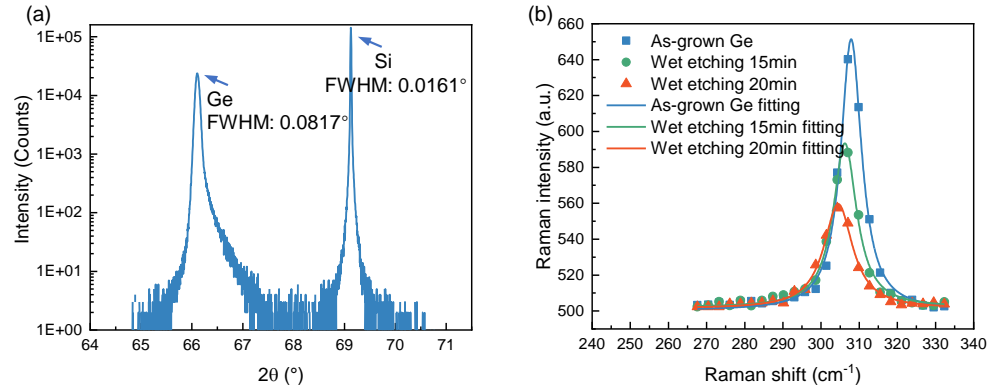 (a)
1E+05
1E+04
1E+03
1E+02
1E+01
1E+00
Intensity (Counts)
Ge
FWHM: 0.0817°
Si
FWHM: 0.0161°
64 65 66 67 68 69 70 71
2θ (°)
(b)
660
640
620
600
580
560
540
520
500
Raman intensity (a.u.)
As-grown Ge
Wet etching 15min
Wet etching 20min
As-grown Ge fitting
Wet etching 15min fitting
Wet etching 20min fitting
240 250 260 270 280 290 300 310 320 330 340
Raman shift (cm⁻¹)